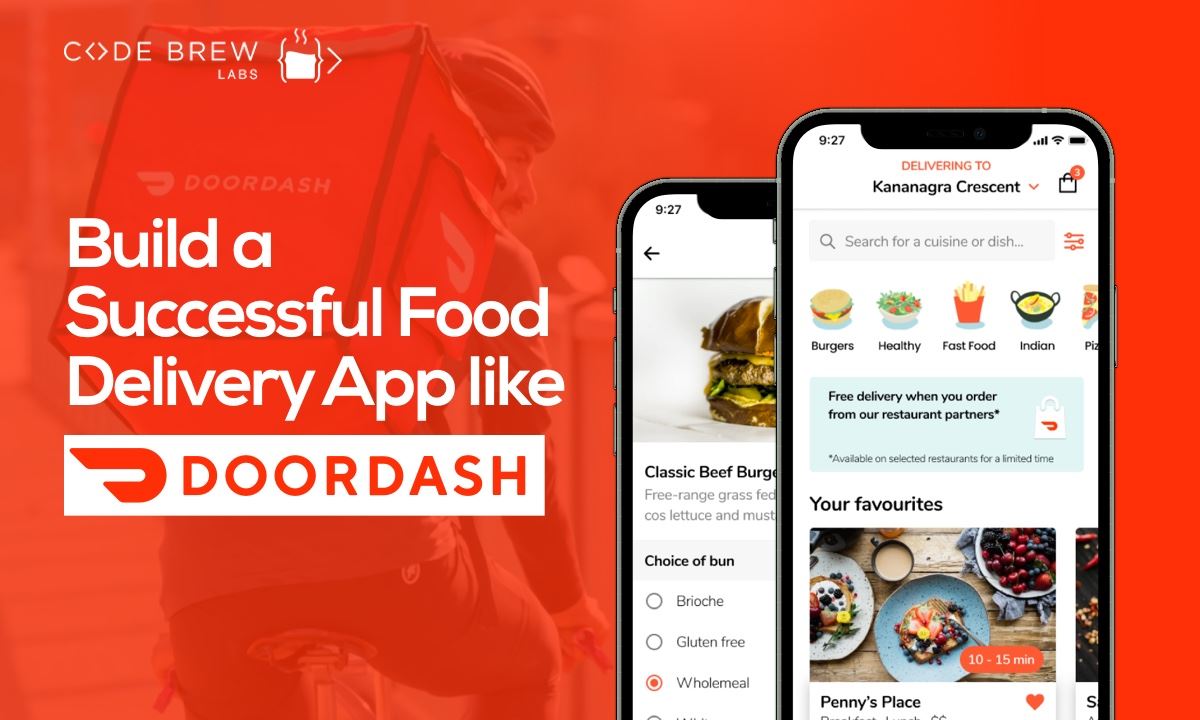 C<>DE BREW
LABS
DOORDASH
Build a
Successful Food
Delivery App like
DOORDASH
9:27
Classic Beef Burge
Free-range grass fed
cos lettuce and must
Choice of bun
Brioche
Gluten free
Wholemeal
9:27
DELIVERING TO
Kananagra Crescent
3
Search for a cuisine or dish...
Burgers
Healthy
Fast Food
Indian
Piz
Free delivery when you order
from our restaurant partners*
*Available on selected restaurants for a limited time
Your favourites
10 - 15 min
Penny's Place
Breakfast Lunch $$